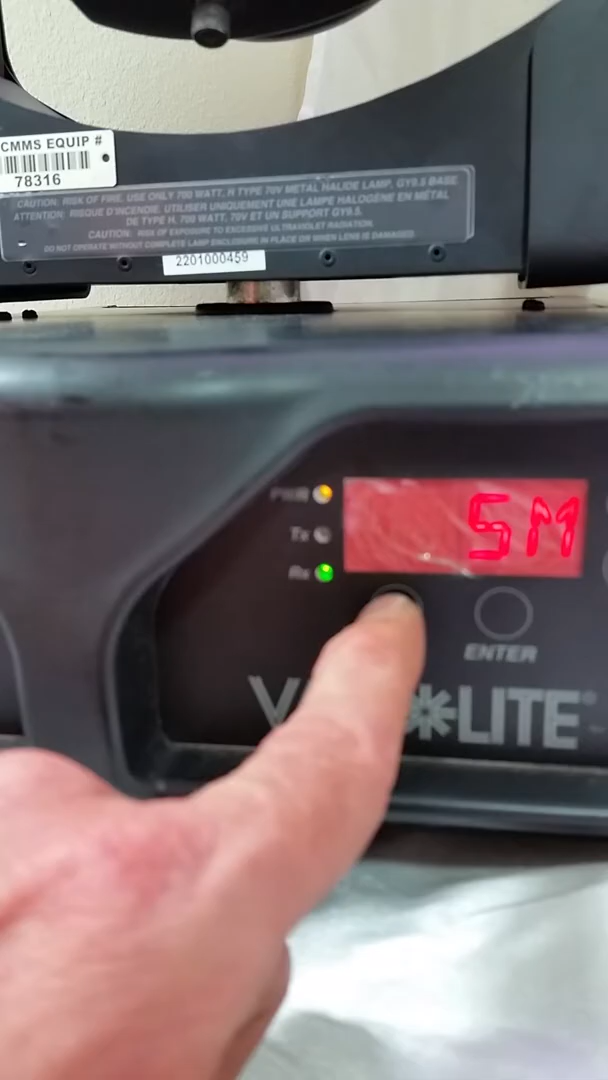 CMMS EQUIP #
78316
CAUTION: RISK OF FIRE. USE ONLY 700 WATT, H TYPE 70V METAL HALIDE LAMP, GY9.5 BASE
ATTENTION: RISQUE D'INCENDIE. UTILISER UNIQUEMENT UNE LAMPE HALOGÉNE EN MÉTAL
DE TYPE H, 700 WATT, 70V ET UN SUPPORT GY9.5.
CAUTION: RISK OF EXPOSURE TO EXCESSIVE ULTRAVIOLET RADIATION.
DO NOT OPERATE WITHOUT COMPLETE LAMP ENCLOSURE IN PLACE OR WHEN LENS IS DAMAGED.
2201000459
PWR
Tx
Rx
SM
ENTER
V LITE®